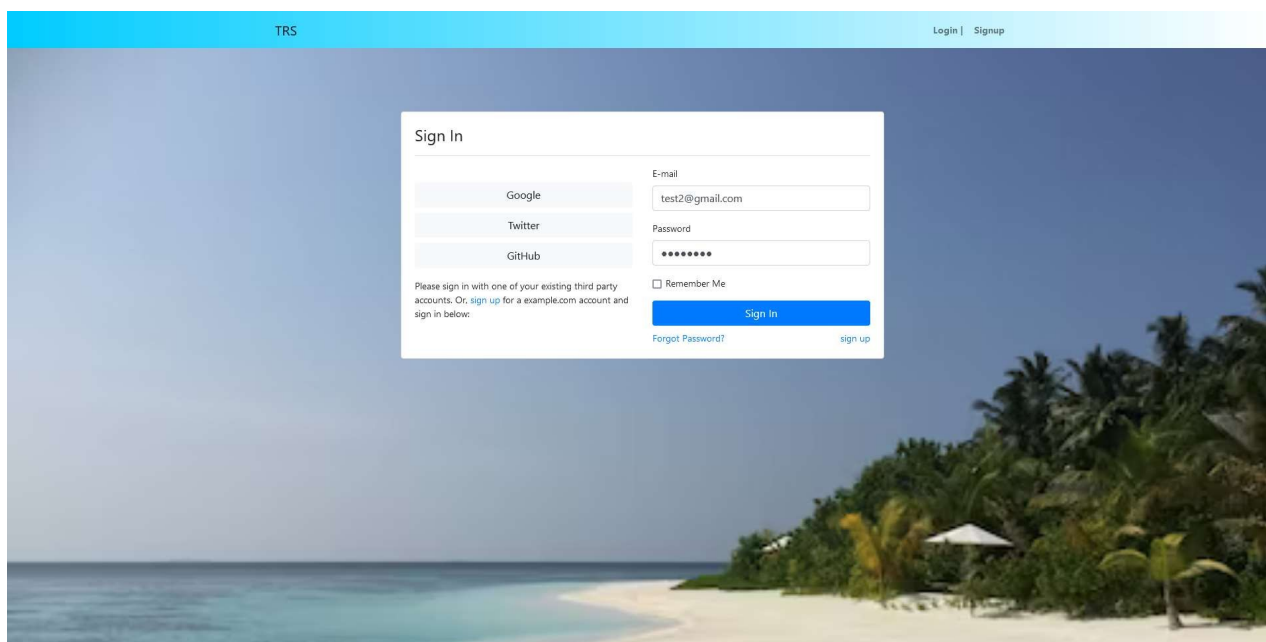 TRS
Login |
Signup
Sign In
Google
Twitter
GitHub
Please sign in with one of your existing third party
accounts. Or, sign up for a example.com account and
sign in below:
E-mail
test2@gmail.com
Password
••••••••
Remember Me
Sign In
Forgot Password?
sign up